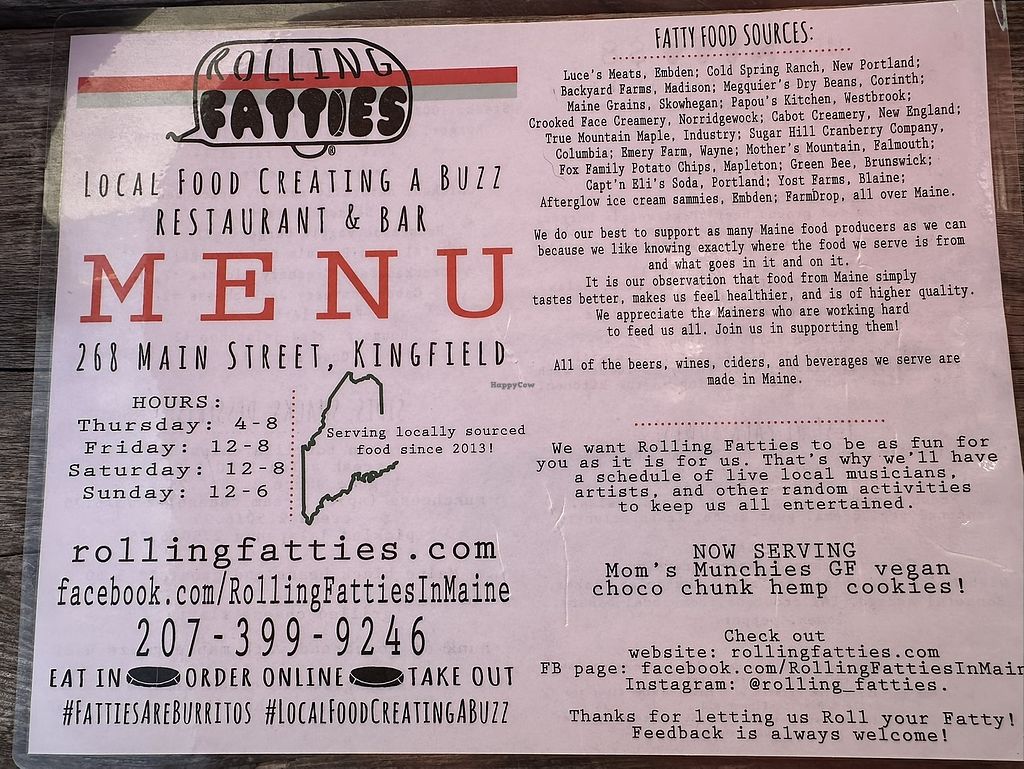 ROLLING
FATTIES
®
LOCAL FOOD CREATING A BUZZ
RESTAURANT & BAR
MENU
268 MAIN STREET, KINGFIELD
HOURS:
Thursday: 4-8
Friday: 12-8
Saturday: 12-8
Sunday: 12-6
Serving locally sourced
food since 2013!
rollingfatties.com
facebook.com/RollingFattiesInMaine
207-399-9246
EAT IN ORDER ONLINE TAKE OUT
#FATTIESAREBURRITOS #LOCALFOODCREATINGABUZZ
FATTY FOOD SOURCES:
Luce's Meats, Embden; Cold Spring Ranch, New Portland;
Backyard Farms, Madison; Megquier's Dry Beans, Corinth;
Maine Grains, Skowhegan; Papou's Kitchen, Westbrook;
Crooked Face Creamery, Norridgewock; Cabot Creamery, New England;
True Mountain Maple, Industry; Sugar Hill Cranberry Company,
Columbia; Emery Farm, Wayne; Mother's Mountain, Falmouth;
Fox Family Potato Chips, Mapleton; Green Bee, Brunswick;
Capt'n Eli's Soda, Portland; Yost Farms, Blaine;
Afterglow ice cream sammies, Embden; FarmDrop, all over Maine.
We do our best to support as many Maine food producers as we can
because we like knowing exactly where the food we serve is from
and what goes in it and on it.
It is our observation that food from Maine simply
tastes better, makes us feel healthier, and is of higher quality.
We appreciate the Mainers who are working hard
to feed us all. Join us in supporting them!
All of the beers, wines, ciders, and beverages we serve are
made in Maine.
We want Rolling Fatties to be as fun for
you as it is for us. That's why we'll have
a schedule of live local musicians,
artists, and other random activities
to keep us all entertained.
NOW SERVING
Mom's Munchies GF vegan
choco chunk hemp cookies!
Check out
website: rollingfatties.com
FB page: facebook.com/RollingFattiesInMain
Instagram: @rolling_fatties.
Thanks for letting us Roll your Fatty!
Feedback is always welcome!
HappyCow